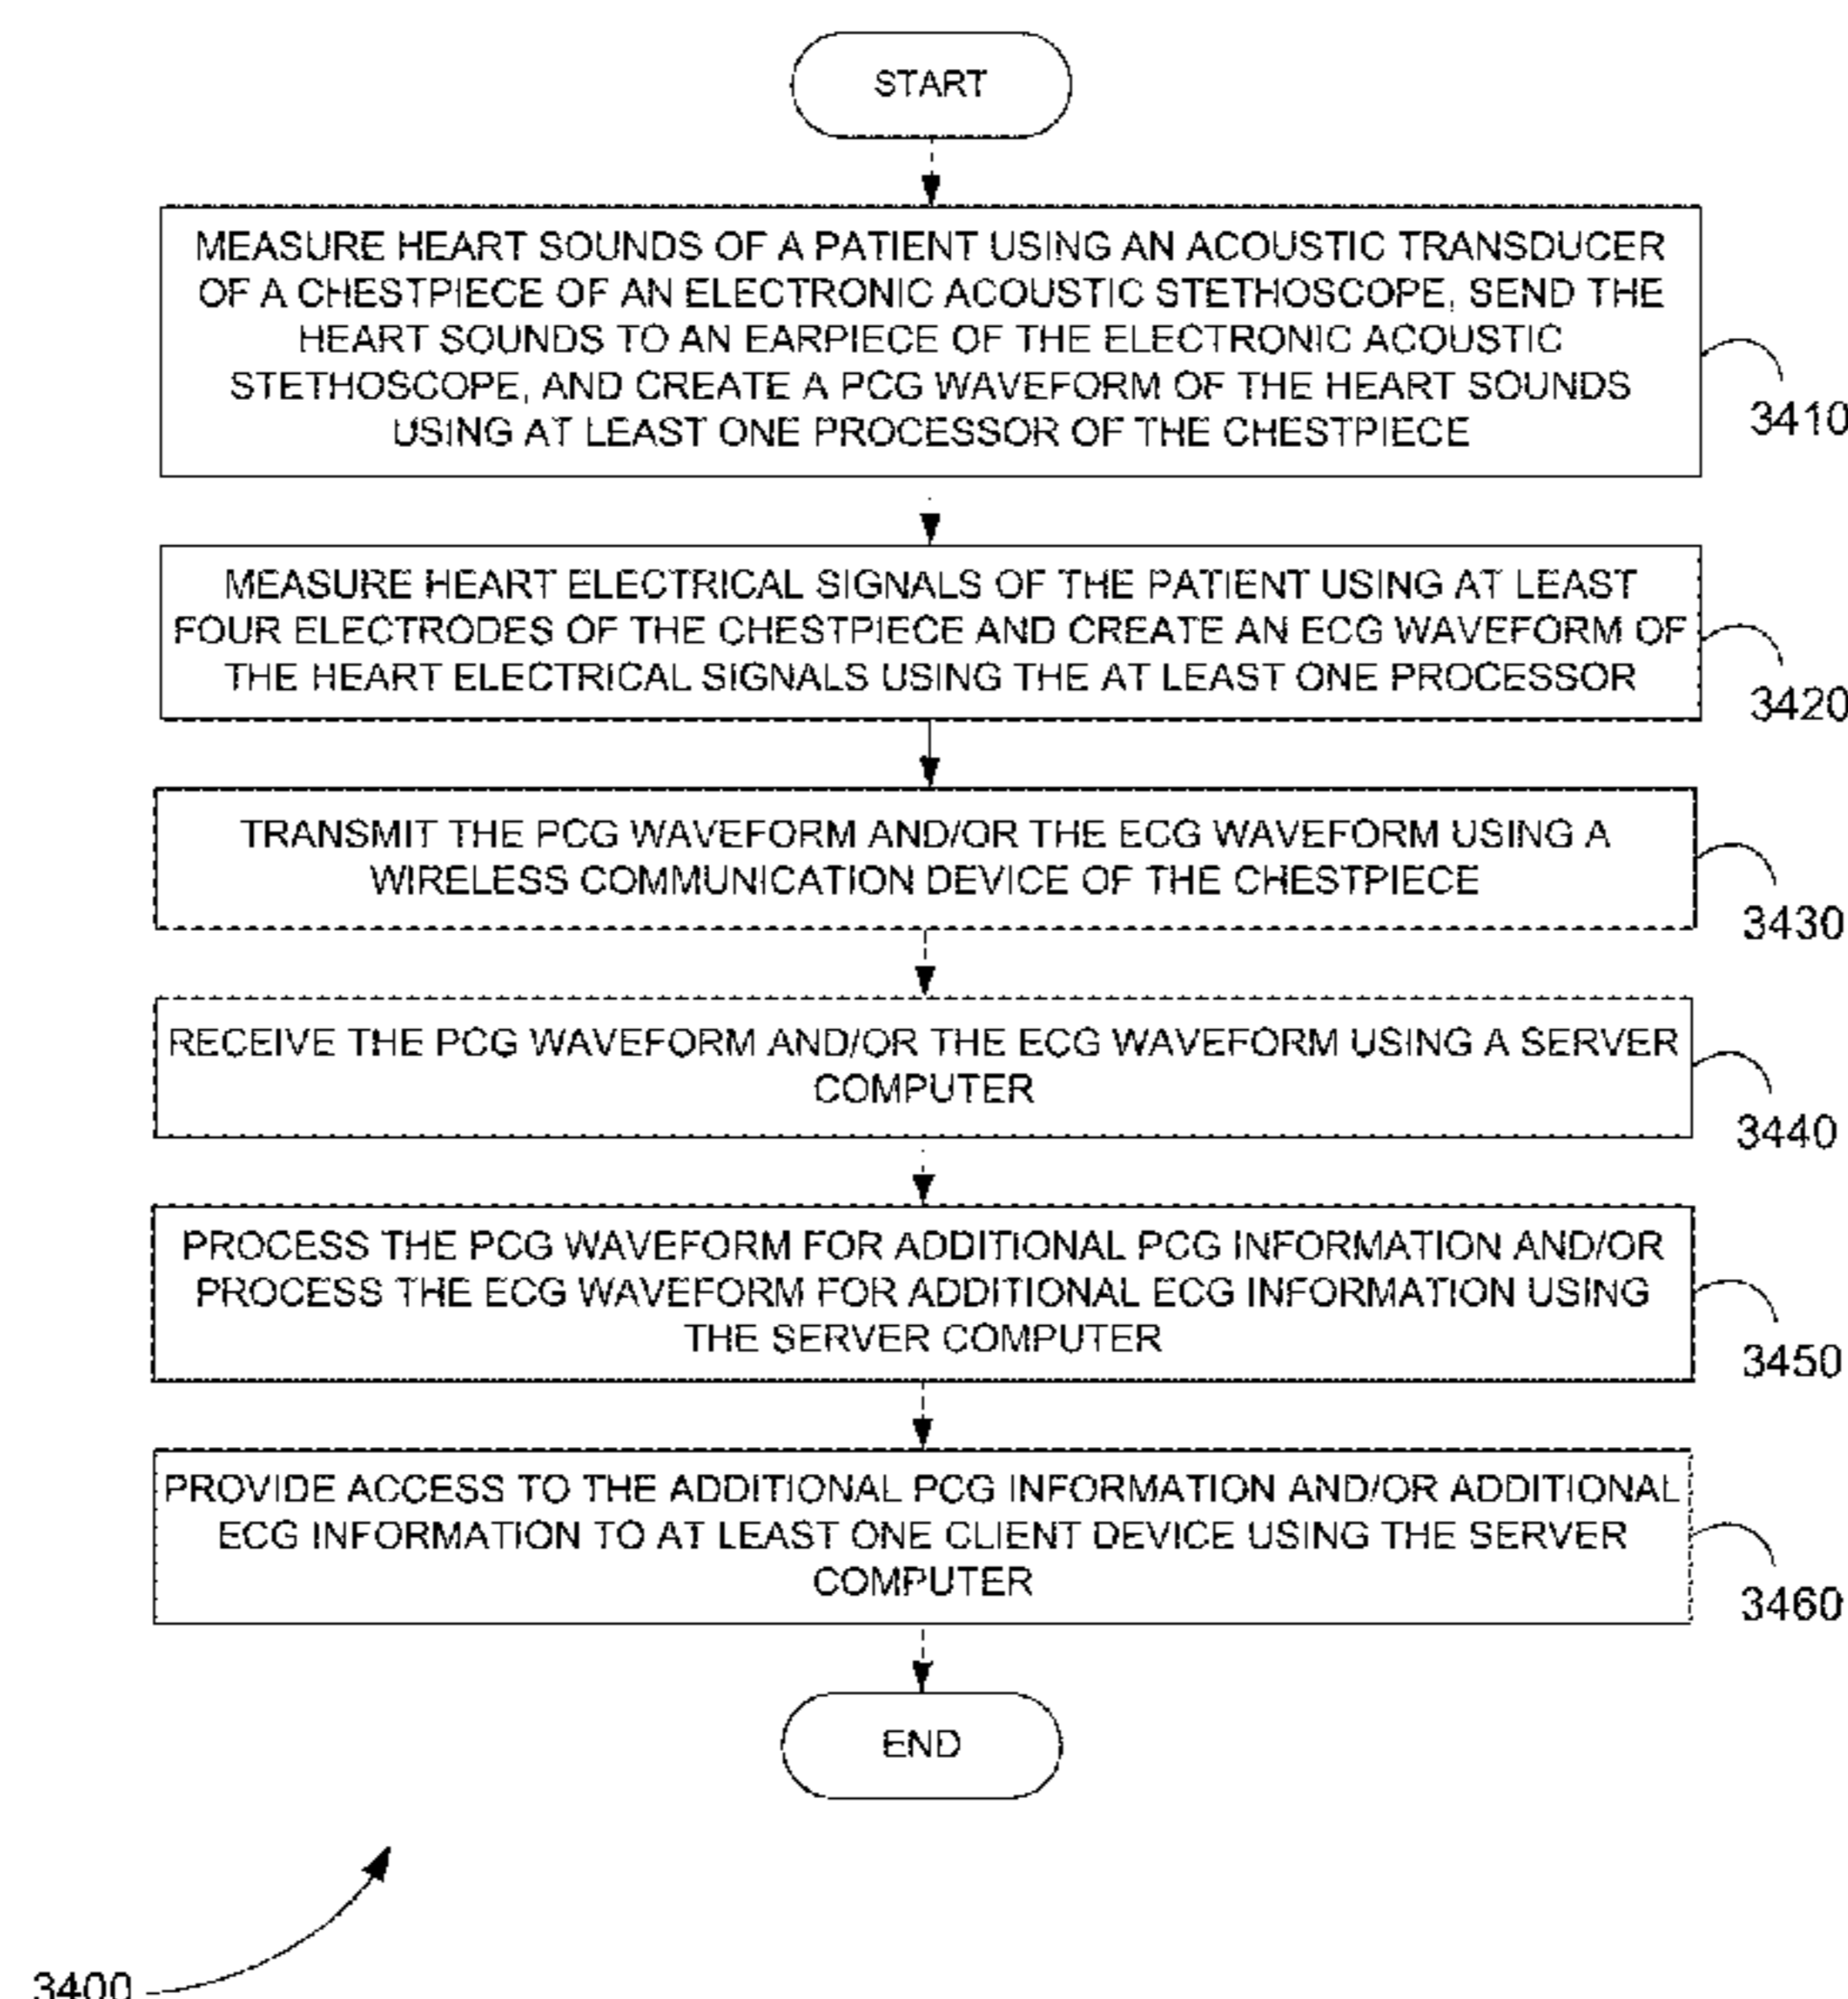 START
MEASURE HEART SOUNDS OF A PATIENT USING AN ACOUSTIC TRANSDUCER
OF A CHESTPIECE OF AN ELECTRONIC ACOUSTIC STETHOSCOPE, SEND THE
HEART SOUNDS TO AN EARPIECE OF THE ELECTRONIC ACOUSTIC
STETHOSCOPE, AND CREATE A PCG WAVEFORM OF THE HEART SOUNDS
USING AT LEAST ONE PROCESSOR OF THE CHESTPIECE
3410
MEASURE HEART ELECTRICAL SIGNALS OF THE PATIENT USING AT LEAST
FOUR ELECTRODES OF THE CHESTPIECE AND CREATE AN ECG WAVEFORM OF
THE HEART ELECTRICAL SIGNALS USING THE AT LEAST ONE PROCESSOR
3420
TRANSMIT THE PCG WAVEFORM AND/OR THE ECG WAVEFORM USING A
WIRELESS COMMUNICATION DEVICE OF THE CHESTPIECE
3430
RECEIVE THE PCG WAVEFORM AND/OR THE ECG WAVEFORM USING A SERVER
COMPUTER
3440
PROCESS THE PCG WAVEFORM FOR ADDITIONAL PCG INFORMATION AND/OR
PROCESS THE ECG WAVEFORM FOR ADDITIONAL ECG INFORMATION USING
THE SERVER COMPUTER
3450
PROVIDE ACCESS TO THE ADDITIONAL PCG INFORMATION AND/OR ADDITIONAL
ECG INFORMATION TO AT LEAST ONE CLIENT DEVICE USING THE SERVER
COMPUTER
3460
END
3400